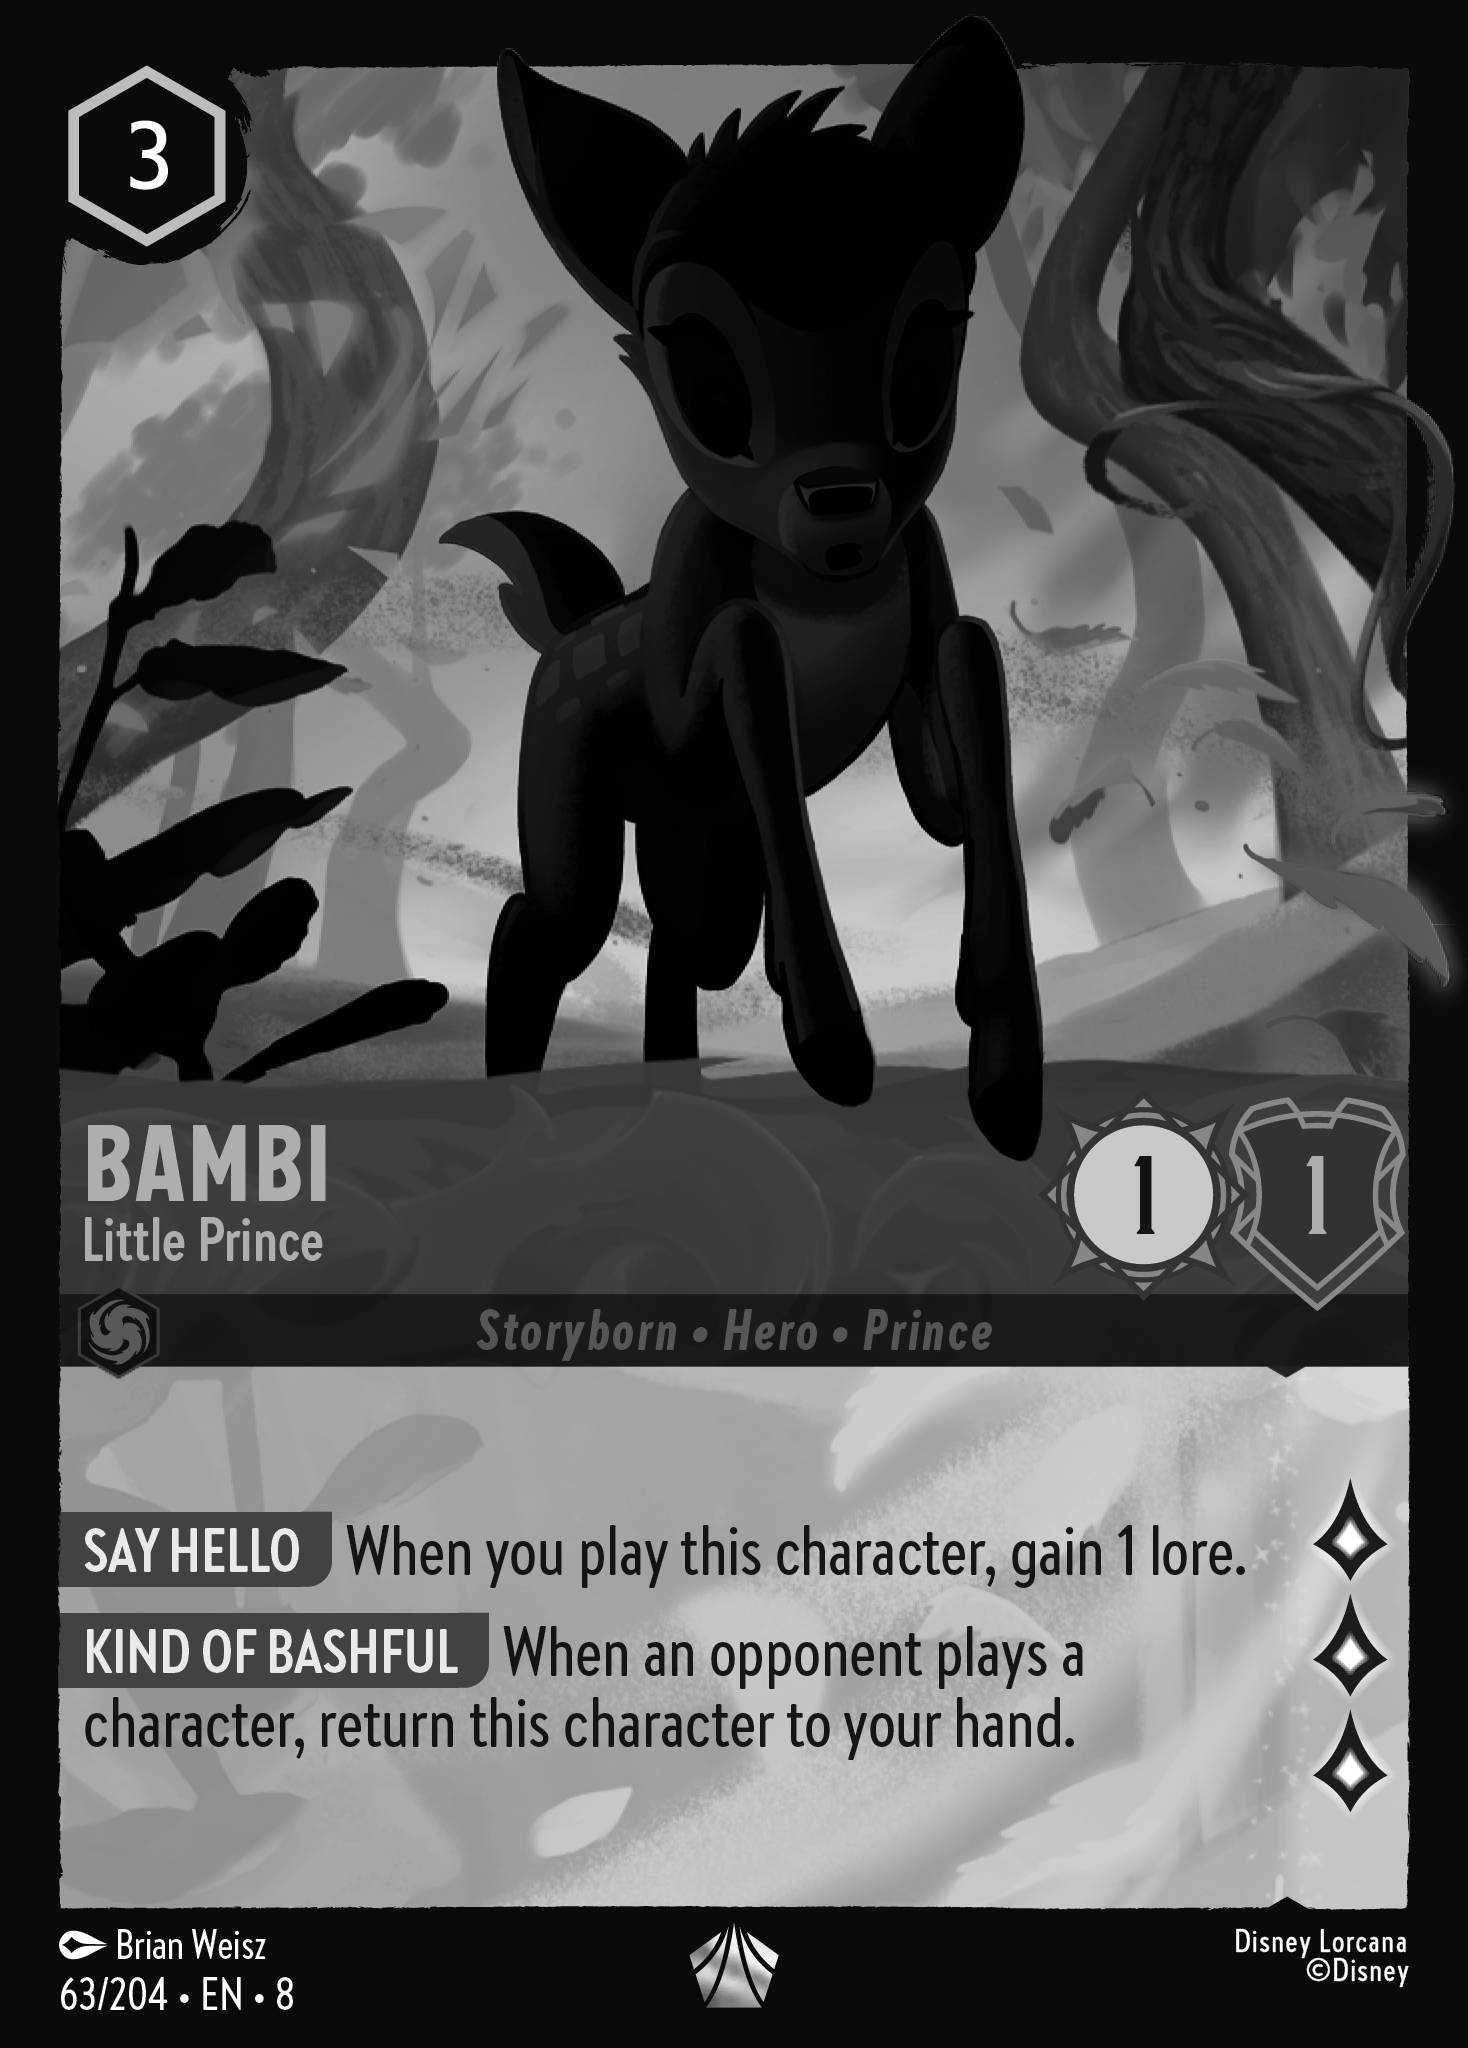 3
BAMBI
Little Prince
1 1
Storyborn • Hero • Prince
SAY HELLO When you play this character, gain 1 lore.
KIND OF BASHFUL When an opponent plays a
character, return this character to your hand.
Brian Weisz
63/204 • EN • 8
Disney Lorcana
©Disney